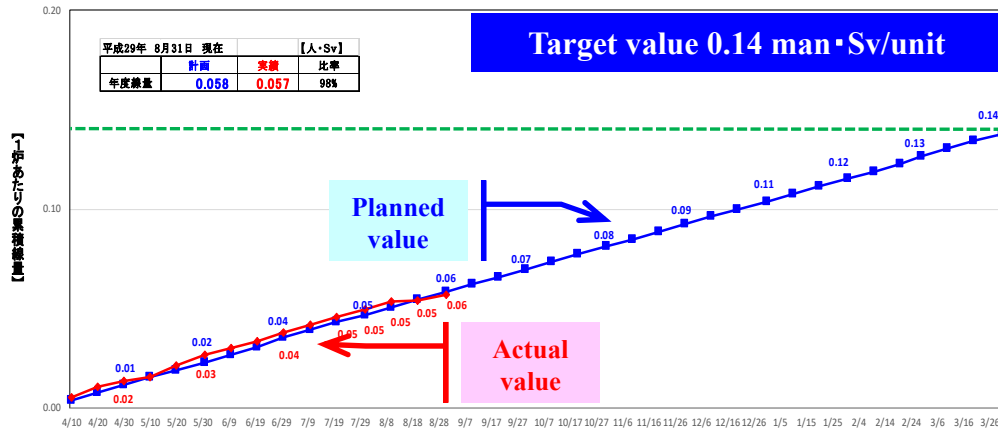 0.20
Target value 0.14 man・Sv/unit
平成29年 8月31日 現在 【人・Sv】
計画 実績 比率
年度線量 0.058 0.057 98%
【1炉あたりの累積線量】
0.14
0.13
0.12
0.11
0.10
Planned
value
0.09
0.08
0.07
0.06
0.05
0.06
0.05
0.05
0.05
0.05
0.04
0.04
0.02
0.03
0.01
0.02
Actual
value
0.00
4/10 4/20 4/30 5/10 5/20 5/30 6/9 6/19 6/29 7/9 7/19 7/29 8/8 8/18 8/28 9/7 9/17 9/27 10/7 10/17 10/27 11/6 11/16 11/26 12/6 12/16 12/26 1/5 1/15 1/25 2/4 2/14 2/24 3/6 3/16 3/26